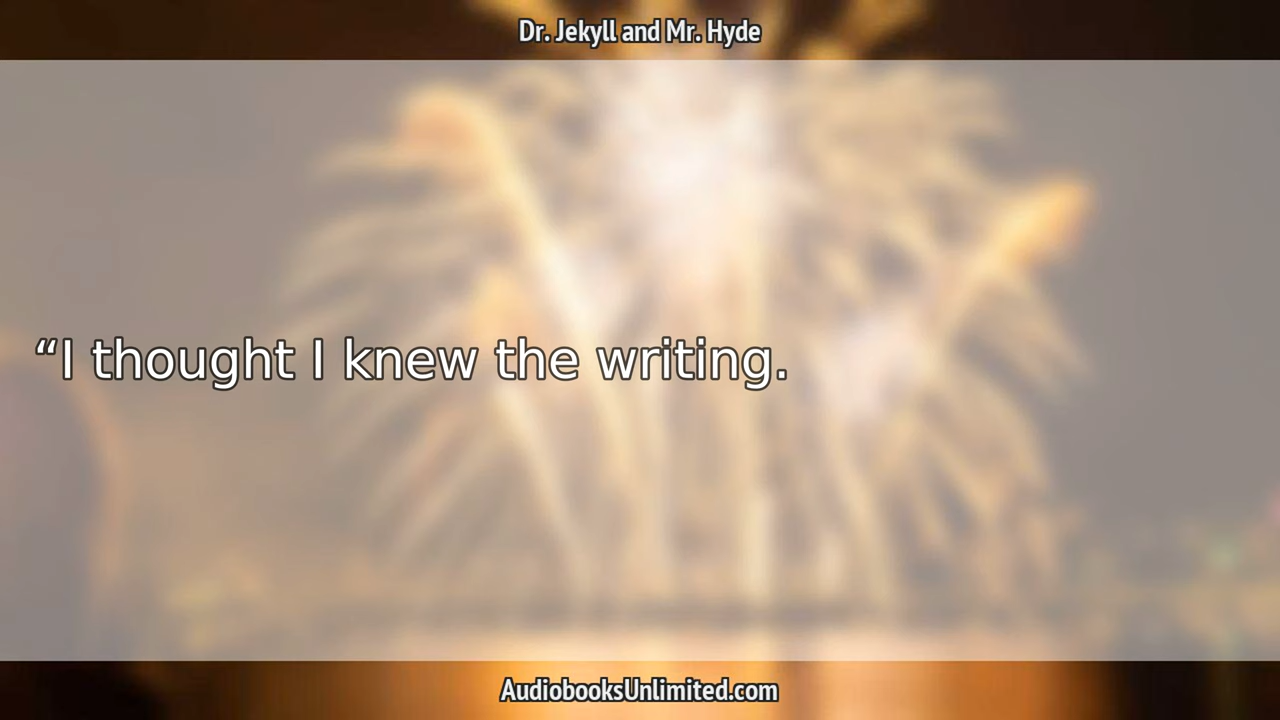 Dr. Jekyll and Mr. Hyde
“I thought I knew the writing.
AudiobooksUnlimited.com